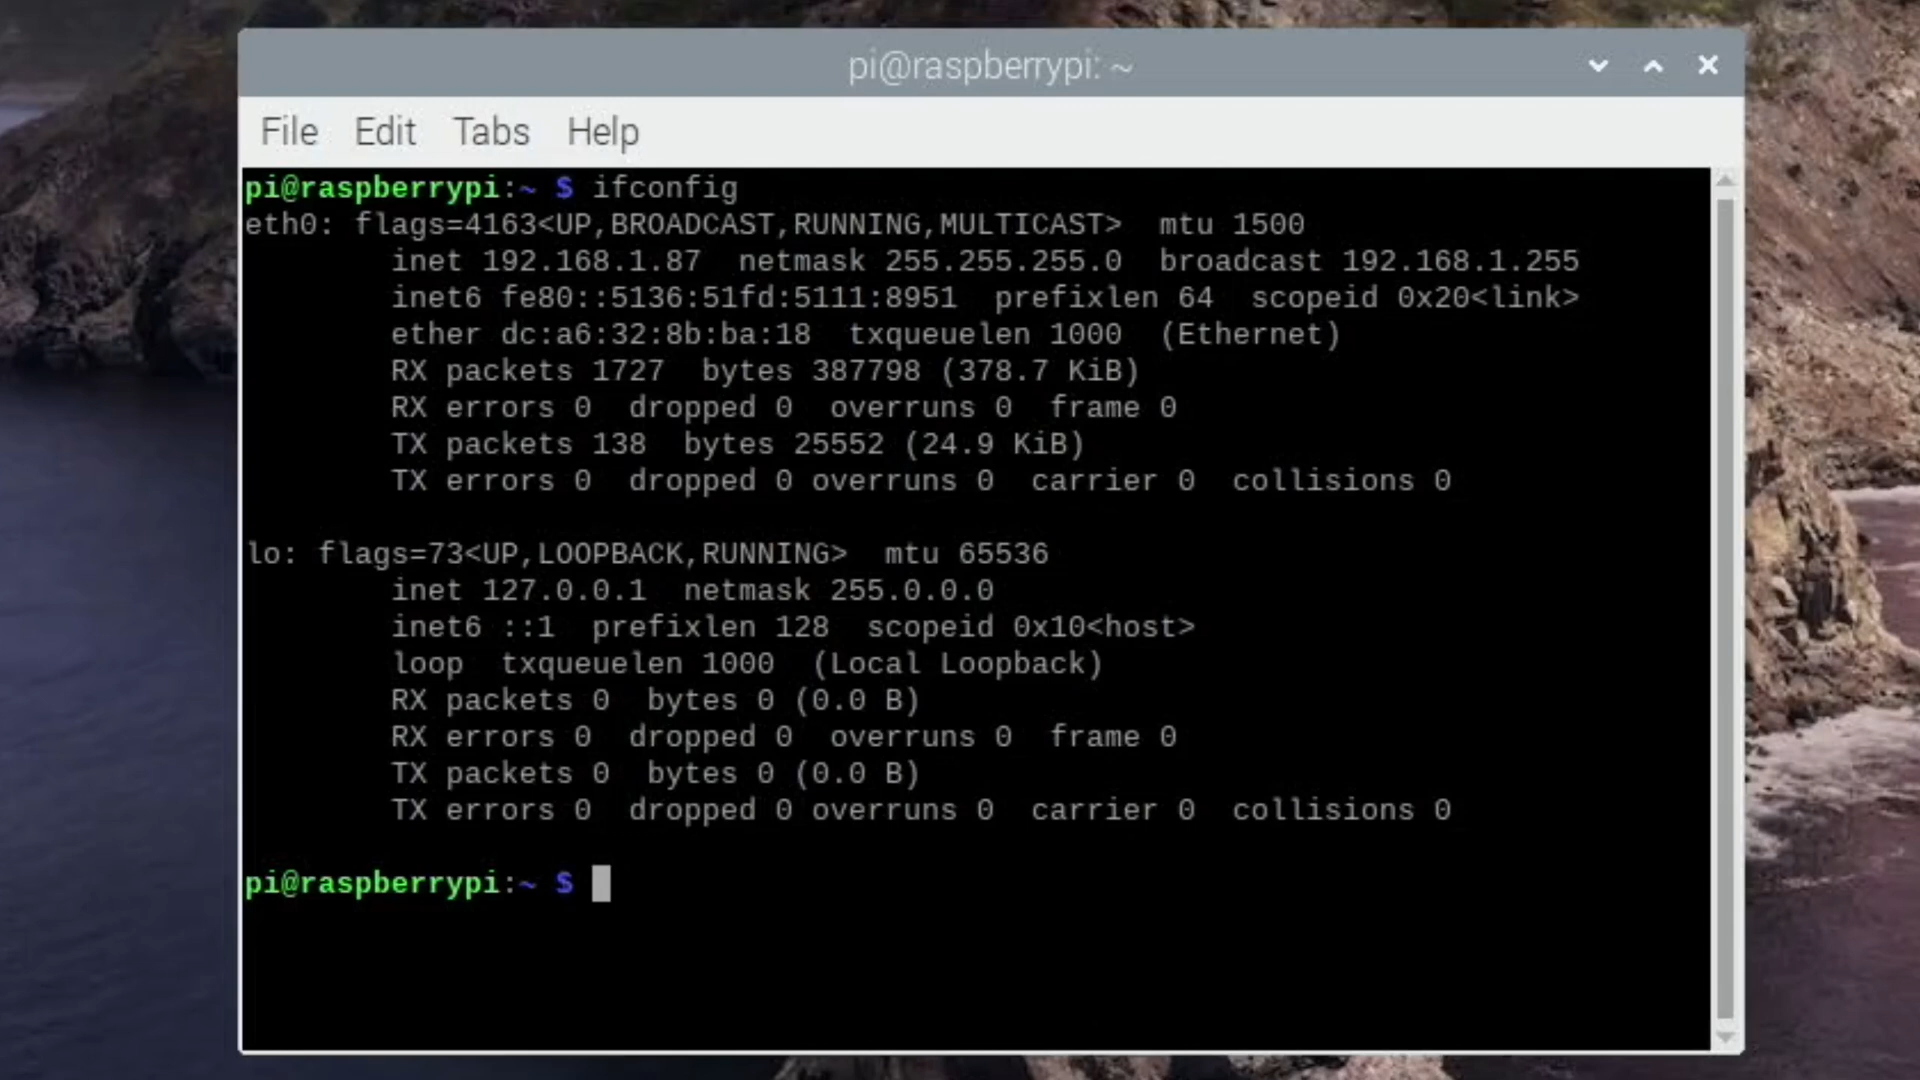 pi@raspberrypi: ~
File Edit Tabs Help
pi@raspberrypi:~ $ ifconfig
eth0: flags=4163<UP,BROADCAST,RUNNING,MULTICAST>  mtu 1500
        inet 192.168.1.87  netmask 255.255.255.0  broadcast 192.168.1.255
        inet6 fe80::5136:51fd:5111:8951  prefixlen 64  scopeid 0x20<link>
        ether dc:a6:32:8b:ba:18  txqueuelen 1000  (Ethernet)
        RX packets 1727  bytes 387798 (378.7 KiB)
        RX errors 0  dropped 0  overruns 0  frame 0
        TX packets 138  bytes 25552 (24.9 KiB)
        TX errors 0  dropped 0 overruns 0  carrier 0  collisions 0
lo: flags=73<UP,LOOPBACK,RUNNING>  mtu 65536
        inet 127.0.0.1  netmask 255.0.0.0
        inet6 ::1  prefixlen 128  scopeid 0x10<host>
        loop  txqueuelen 1000  (Local Loopback)
        RX packets 0  bytes 0 (0.0 B)
        RX errors 0  dropped 0  overruns 0  frame 0
        TX packets 0  bytes 0 (0.0 B)
        TX errors 0  dropped 0 overruns 0  carrier 0  collisions 0
pi@raspberrypi:~ $